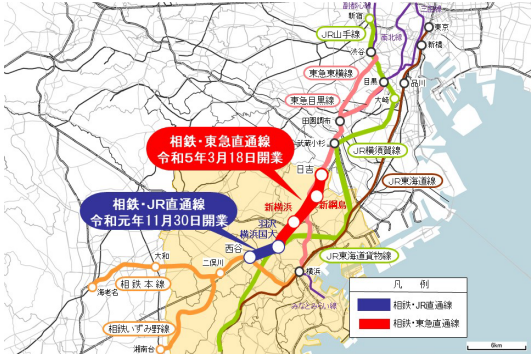 副都心線
新宿
三田線
東京
JR山手線
南北線
新橋
渋谷
東急東横線
目黒
品川
東急目黒線
大崎
田園調布
相鉄・東急直通線
令和5年3月18日開業
武蔵小杉
JR横須賀線
日吉
JR東海道線
相鉄・JR直通線
令和元年11月30日開業
新横浜
新綱島
羽沢
横浜国大
西谷
JR東海道貨物線
大和
二俣川
横浜
凡 例
相鉄本線
海老名
みなとみらい線
相鉄・JR直通線
相鉄いずみ野線
相鉄・東急直通線
湘南台
6km